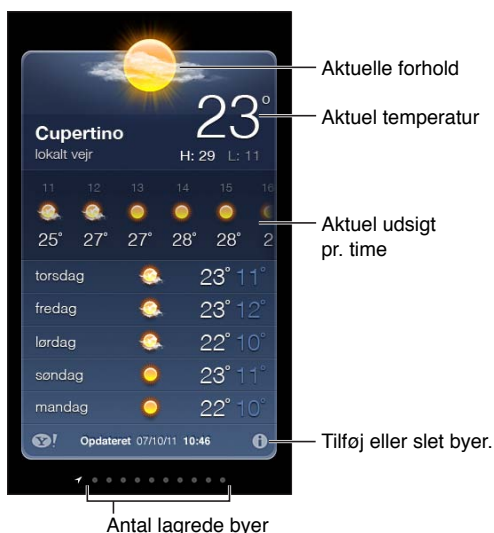 Aktuelle forhold
23°
Aktuel temperatur
Cupertino
lokalt vejr
H: 29 L: 11
11 12 13 14 15 16
25° 27° 27° 28° 28° 2
Aktuel udsigt
pr. time
torsdag 23° 11°
fredag 23° 12°
lørdag 22° 10°
søndag 23° 11°
mandag 22° 10°
Y! Opdateret 07/10/11 10:46 i
Tilføj eller slet byer.
Antal lagrede byer